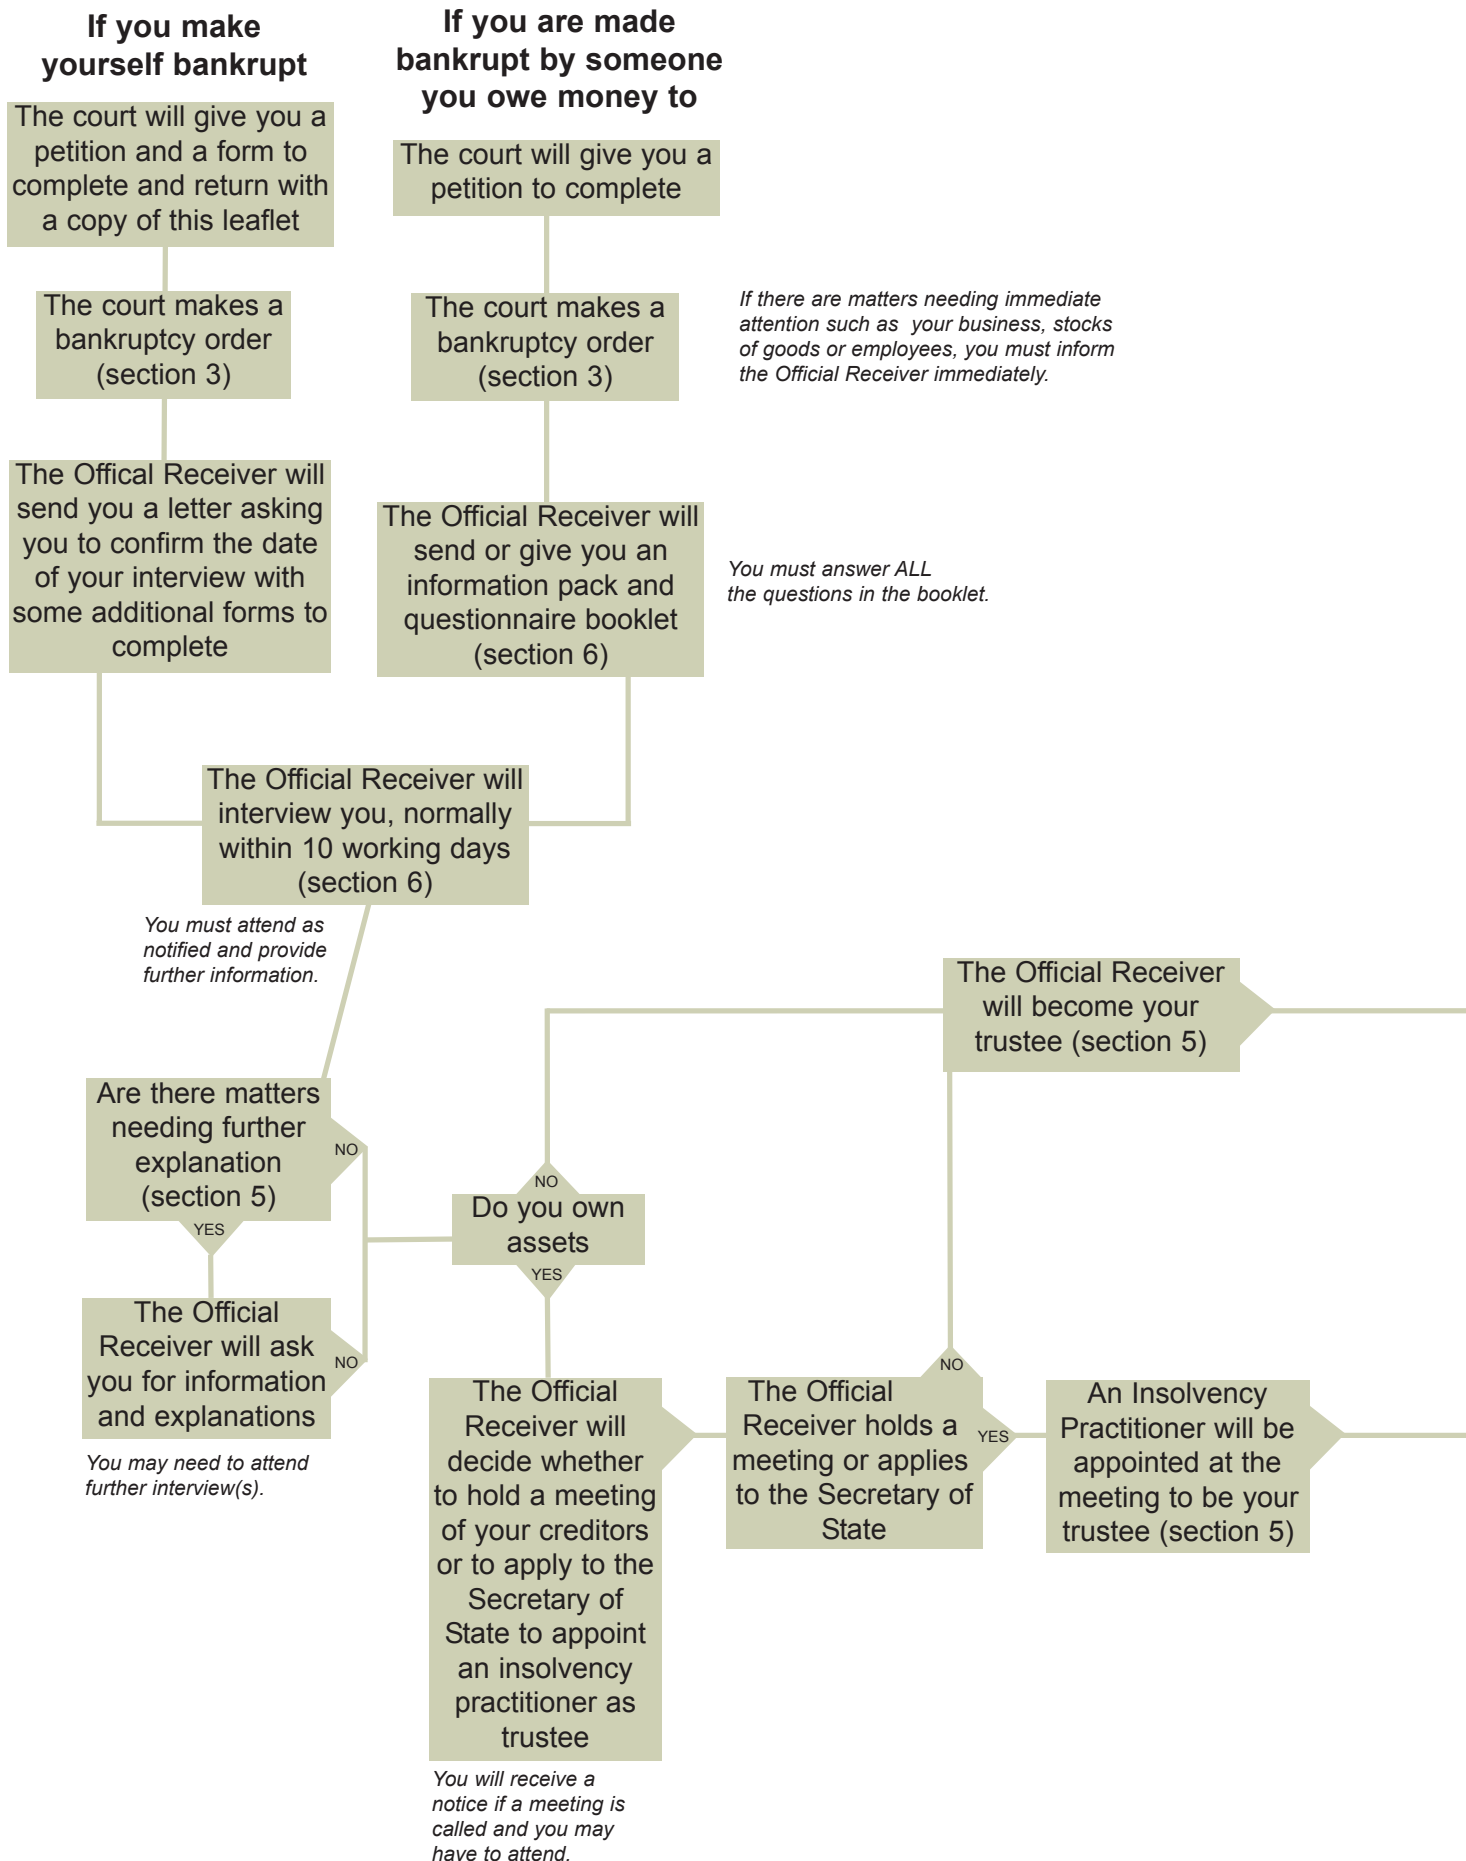 If you make
yourself bankrupt
The court will give you a
petition and a form to
complete and return with
a copy of this leaflet
The court makes a
bankruptcy order
(section 3)
The Offical Receiver will
send you a letter asking
you to confirm the date
of your interview with
some additional forms to
complete
If you are made
bankrupt by someone
you owe money to
The court will give you a
petition to complete
The court makes a
bankruptcy order
(section 3)
If there are matters needing immediate
attention such as your business, stocks
of goods or employees, you must inform
the Official Receiver immediately.
The Official Receiver will
send or give you an
information pack and
questionnaire booklet
(section 6)
You must answer ALL
the questions in the booklet.
The Official Receiver will
interview you, normally
within 10 working days
(section 6)
You must attend as
notified and provide
further information.
Are there matters
needing further
explanation
(section 5)
NO
YES
The Official
Receiver will ask
you for information
and explanations
NO
You may need to attend
further interview(s).
NO
Do you own
assets
YES
The Official Receiver
will become your
trustee (section 5)
The Official
Receiver will
decide whether
to hold a meeting
of your creditors
or to apply to the
Secretary of
State to appoint
an insolvency
practitioner as
trustee
You will receive a
notice if a meeting is
called and you may
have to attend.
NO
The Official
Receiver holds a
meeting or applies
to the Secretary of
State
YES
An Insolvency
Practitioner will be
appointed at the
meeting to be your
trustee (section 5)